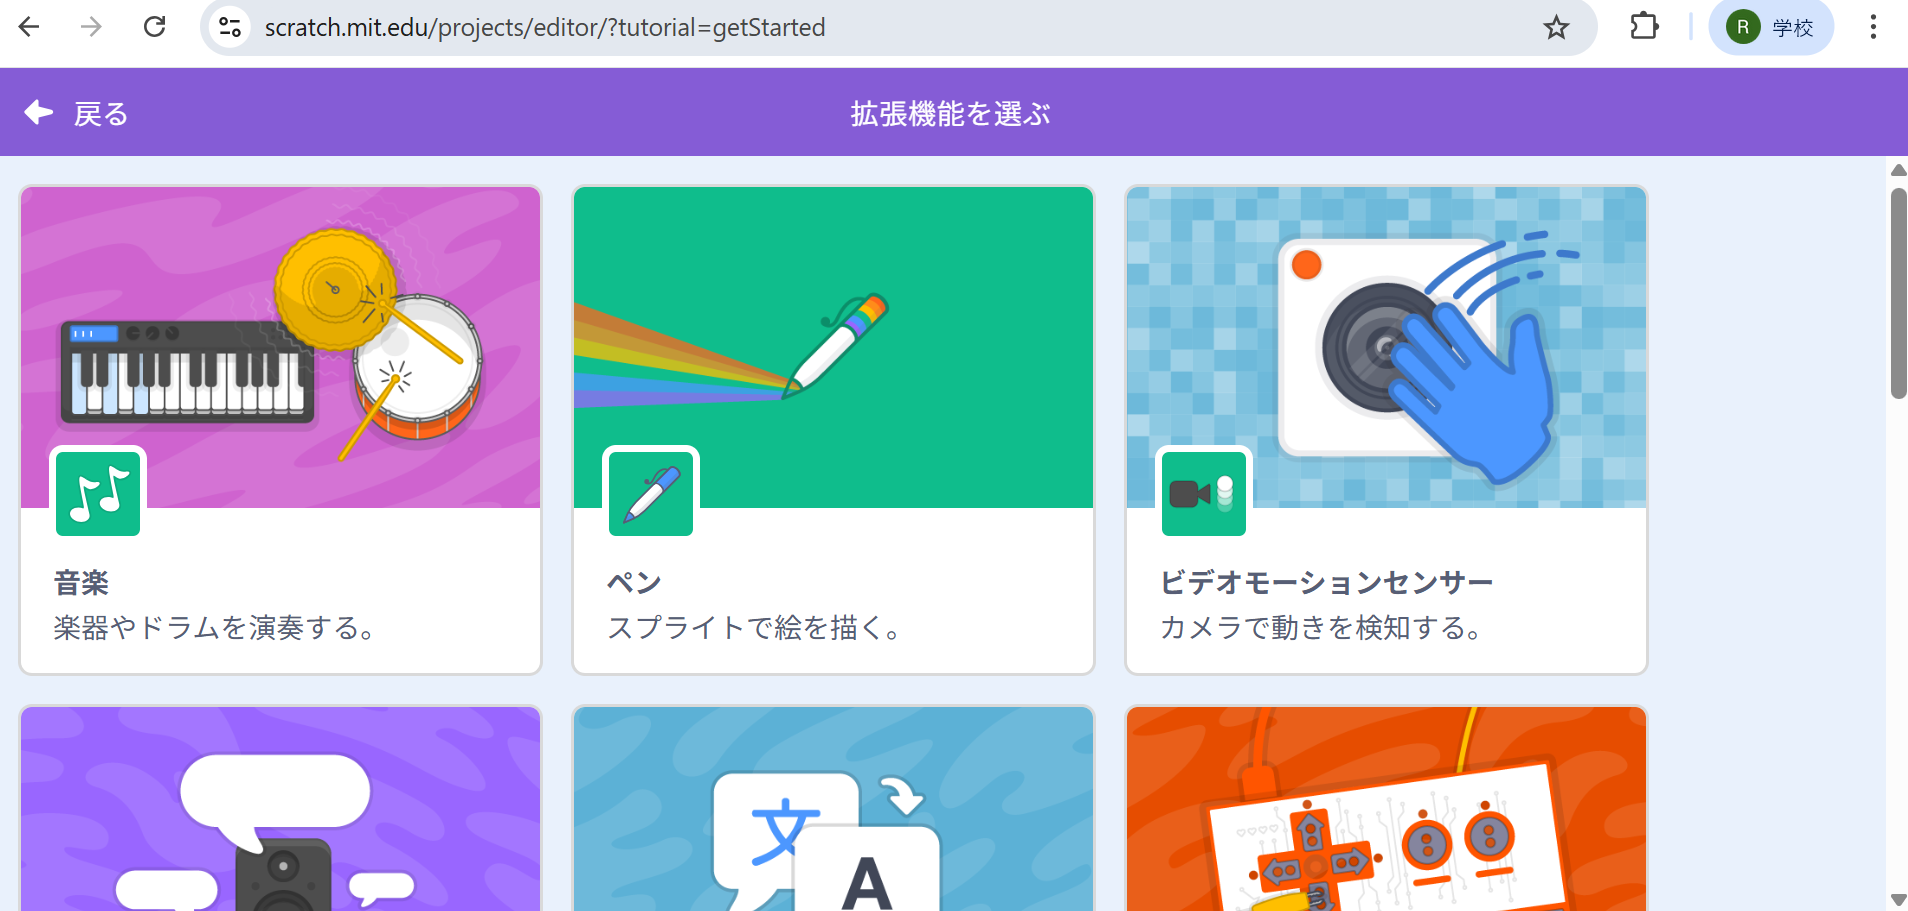 scratch.mit.edu/projects/editor/?tutorial=getStarted
R 学校
戻る
拡張機能を選ぶ
音楽
楽器やドラムを演奏する。
ペン
スプライトで絵を描く。
ビデオモーションセンサー
カメラで動きを検知する。
文
A